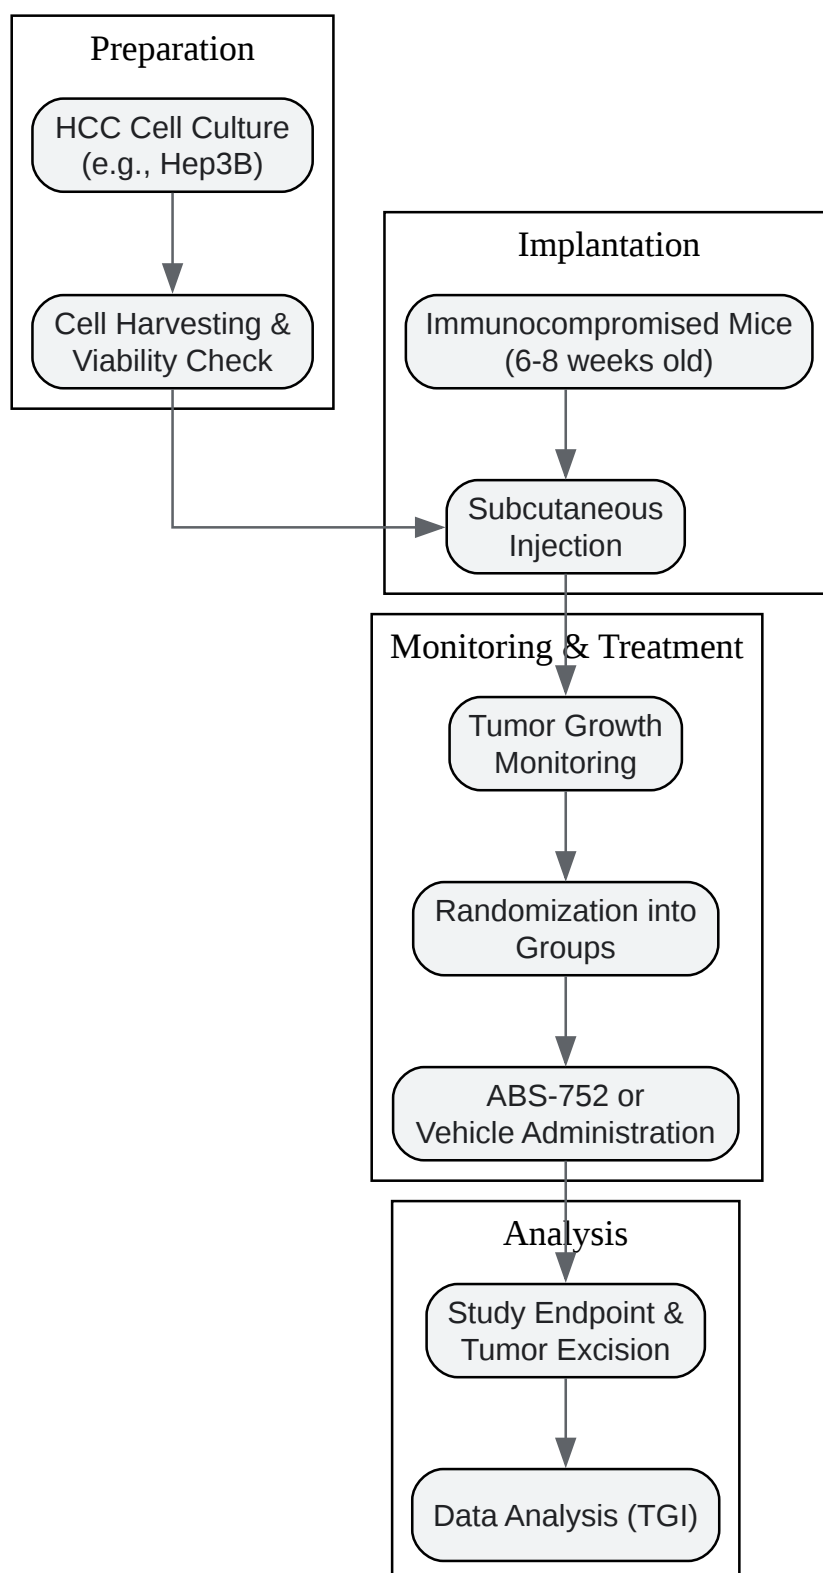 Preparation
HCC Cell Culture
(e.g., Hep3B)
Cell Harvesting &
Viability Check
Implantation
Immunocompromised Mice
(6-8 weeks old)
Subcutaneous
Injection
Monitoring & Treatment
Tumor Growth
Monitoring
Randomization into
Groups
ABS-752 or
Vehicle Administration
Analysis
Study Endpoint &
Tumor Excision
Data Analysis (TGI)